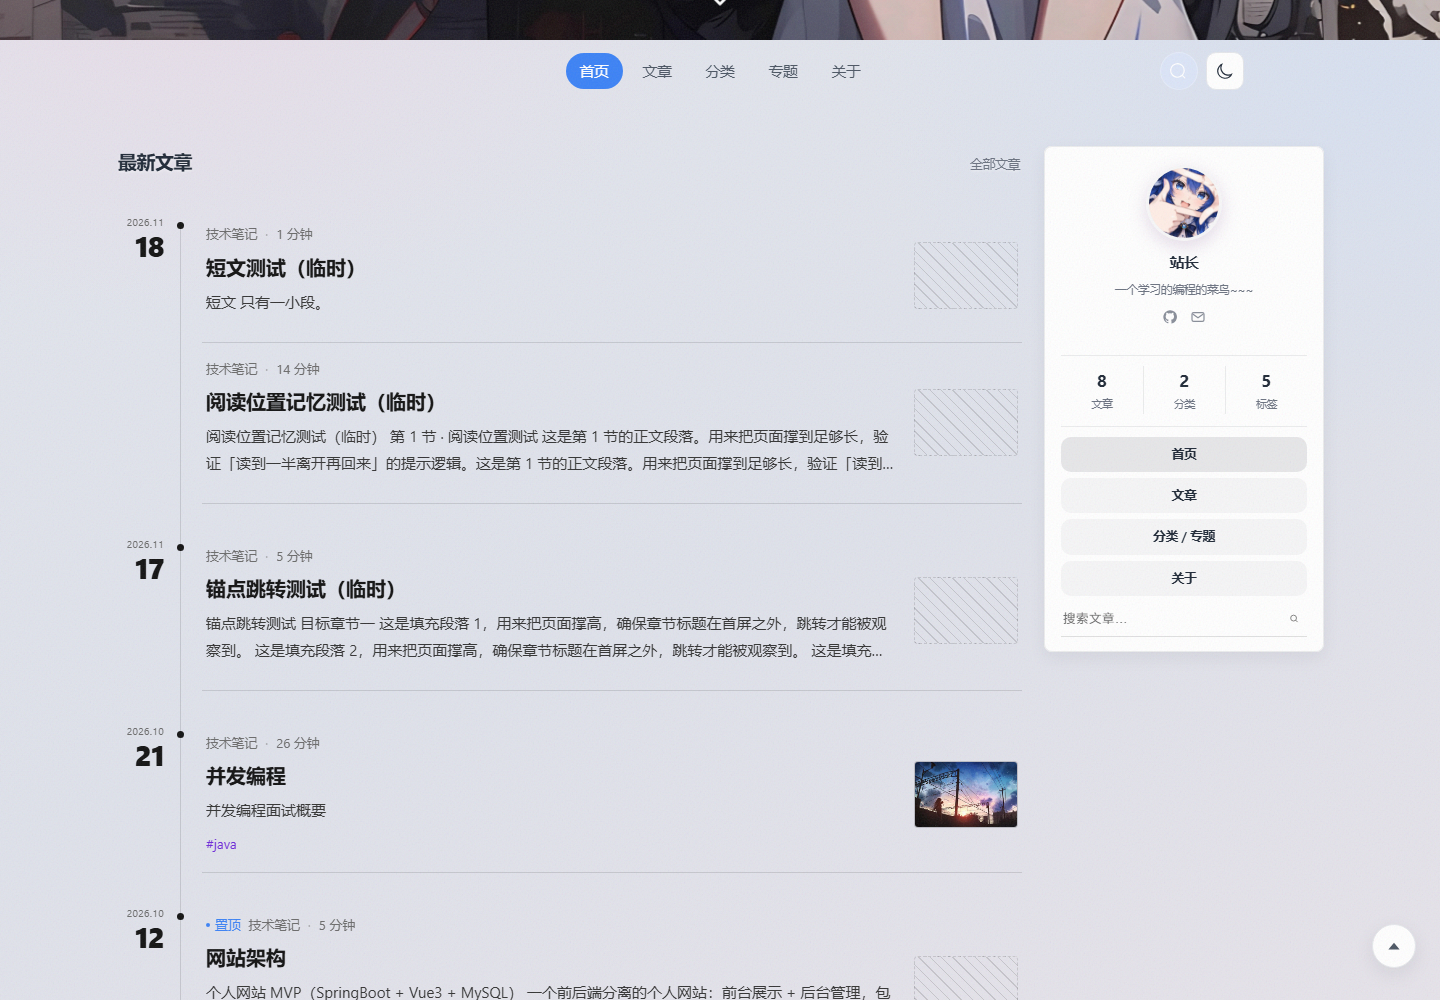 首页 文章 分类 专题 关于
最新文章
全部文章
2026.11
18
技术笔记 · 1 分钟
短文测试（临时）
短文 只有一小段。
技术笔记 · 14 分钟
阅读位置记忆测试（临时）
阅读位置记忆测试（临时） 第 1 节 · 阅读位置测试 这是第 1 节的正文段落。用来把页面撑到足够长，验
证「读到一半离开再回来」的提示逻辑。这是第 1 节的正文段落。用来把页面撑到足够长，验证「读到...
2026.11
17
技术笔记 · 5 分钟
锚点跳转测试（临时）
锚点跳转测试 目标章节一 这是填充段落 1，用来把页面撑高，确保章节标题在首屏之外，跳转才能被观
察到。 这是填充段落 2，用来把页面撑高，确保章节标题在首屏之外，跳转才能被观察到。 这是填充...
2026.10
21
技术笔记 · 26 分钟
并发编程
并发编程面试概要
#java
2026.10
12
• 置顶 技术笔记 · 5 分钟
网站架构
个人网站 MVP（SpringBoot + Vue3 + MySQL） 一个前后端分离的个人网站：前台展示 + 后台管理，包
站长
一个学习的编程的菜鸟~~~
8 2 5
文章 分类 标签
首页
文章
分类 / 专题
关于
搜索文章...